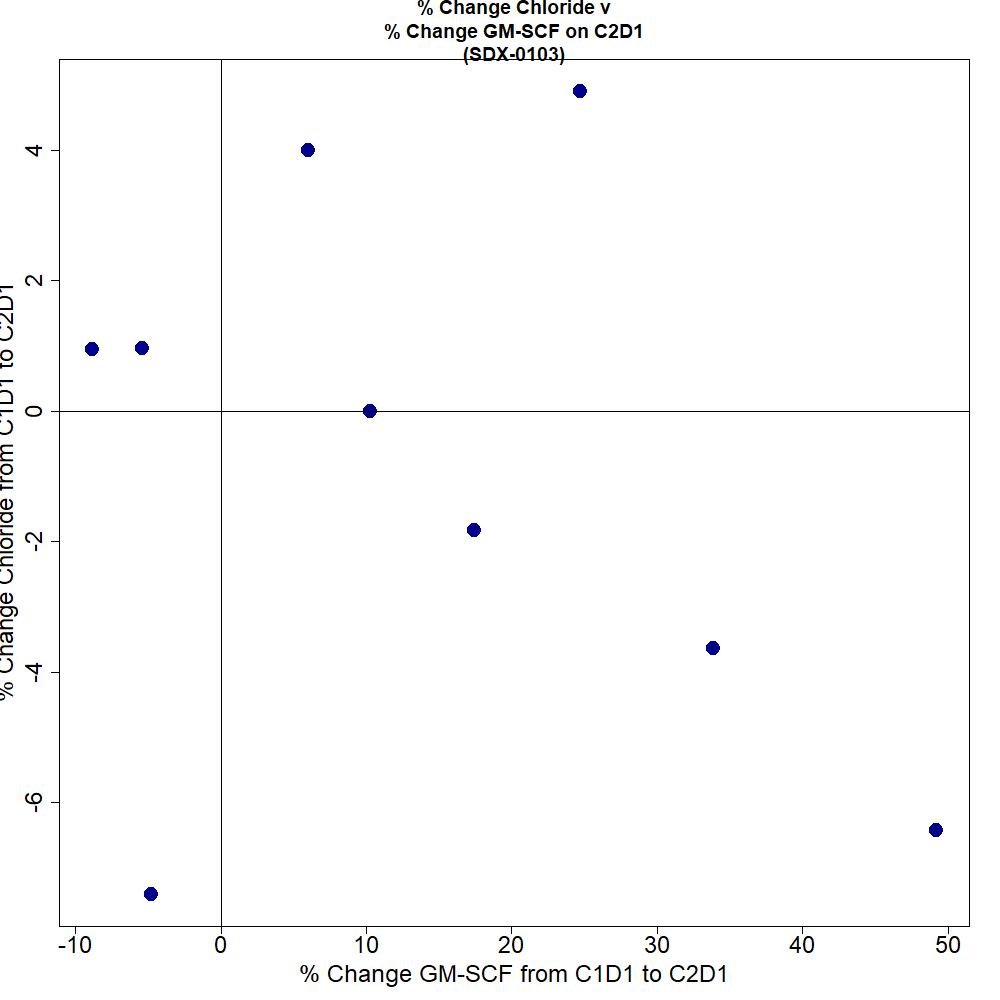 % Change Chloride v
% Change GM-SCF on C2D1
(SDX-0103)
% Change Chloride from C1D1 to C2D1
4
2
0
-2
-4
-6
-10
0
10
20
30
40
50
% Change GM-SCF from C1D1 to C2D1